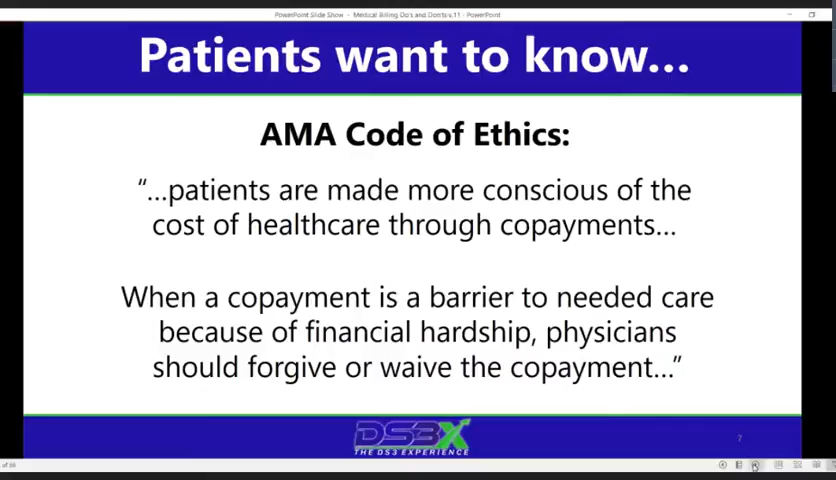 PowerPoint Slide Show - Medical Billing Do's and Don'ts v.11 - PowerPoint
Patients want to know…
AMA Code of Ethics:
“…patients are made more conscious of the
cost of healthcare through copayments…
When a copayment is a barrier to needed care
because of financial hardship, physicians
should forgive or waive the copayment…”
DS3X
THE DS3 EXPERIENCE
7